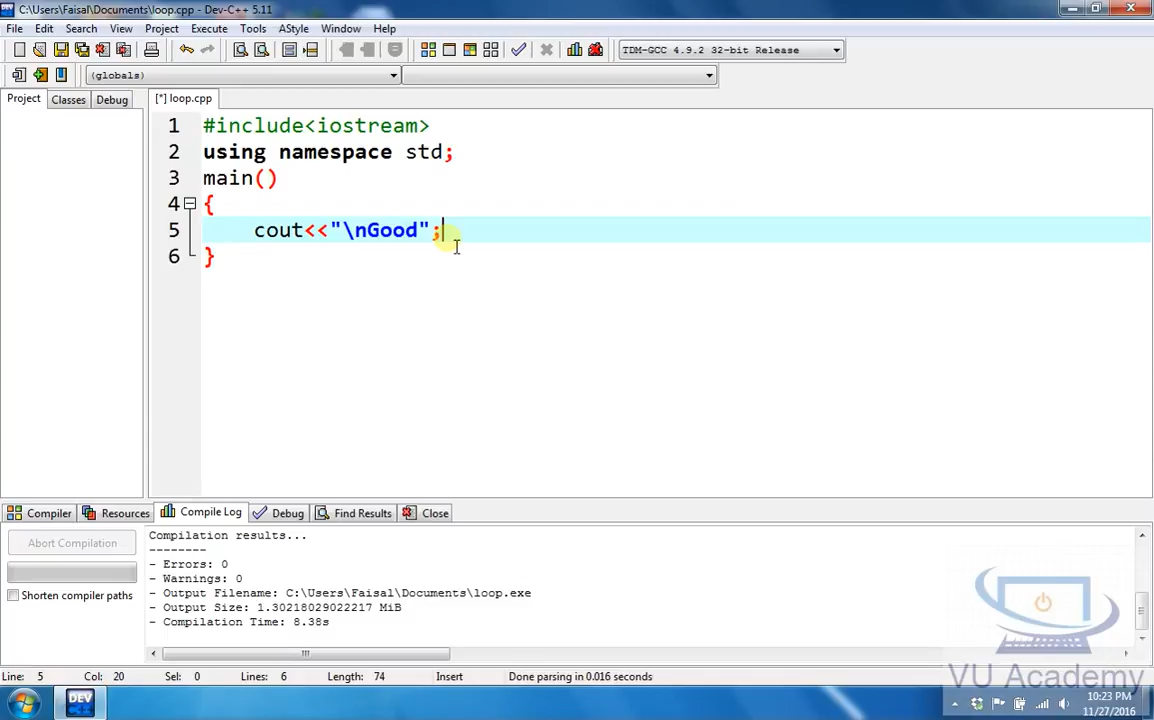 C:\Users\Faisal\Documents\loop.cpp - Dev-C++ 5.11
File Edit Search View Project Execute Tools AStyle Window Help
TDM-GCC 4.9.2 32-bit Release
(globals)
Project Classes Debug [*] loop.cpp
1 #include<iostream>
2 using namespace std;
3 main()
4 {
5 cout<<"\nGood";
6 }
Compiler Resources Compile Log Debug Find Results Close
Abort Compilation
Shorten compiler paths
Compilation results...
--------
- Errors: 0
- Warnings: 0
- Output Filename: C:\Users\Faisal\Documents\loop.exe
- Output Size: 1.30218029022217 MiB
- Compilation Time: 8.38s
VU Academy
Line: 5 Col: 20 Sel: 0 Lines: 6 Length: 74 Insert Done parsing in 0.016 seconds
DEV
10:23 PM
11/27/2016